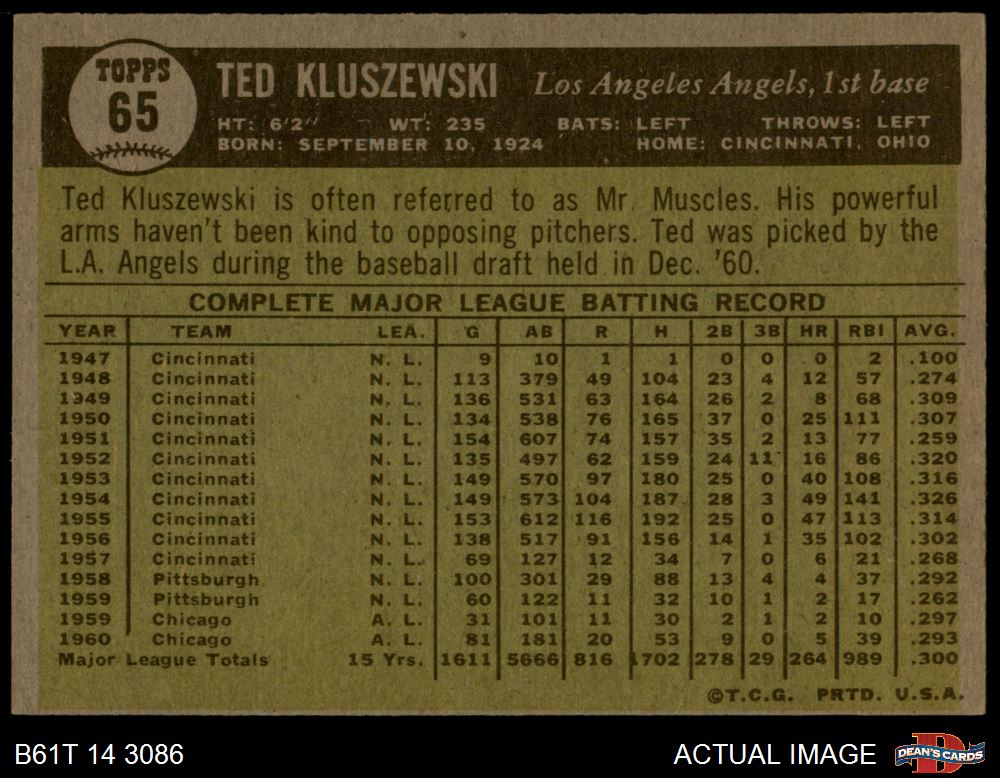 TOPPS
65
TED KLUSZEWSKI Los Angeles Angels, 1st base
HT: 6'2" WT: 235 BATS: LEFT THROWS: LEFT
BORN: SEPTEMBER 10, 1924 HOME: CINCINNATI, OHIO
Ted Kluszewski is often referred to as Mr. Muscles. His powerful
arms haven't been kind to opposing pitchers. Ted was picked by the
L.A. Angels during the baseball draft held in Dec. '60.
COMPLETE MAJOR LEAGUE BATTING RECORD
YEAR TEAM LEA. G AB R H 2B 3B HR RBI AVG.
1947 Cincinnati N. L. 9 10 1 1 0 0 0 2 .100
1948 Cincinnati N. L. 113 379 49 104 23 4 12 57 .274
1949 Cincinnati N. L. 136 531 63 164 26 2 8 68 .309
1950 Cincinnati N. L. 134 538 76 165 37 0 25 111 .307
1951 Cincinnati N. L. 154 607 74 157 35 2 13 77 .259
1952 Cincinnati N. L. 135 497 62 159 24 11 16 86 .320
1953 Cincinnati N. L. 149 570 97 180 25 0 40 108 .316
1954 Cincinnati N. L. 149 573 104 187 28 3 49 141 .326
1955 Cincinnati N. L. 153 612 116 192 25 0 47 113 .314
1956 Cincinnati N. L. 138 517 91 156 14 1 35 102 .302
1957 Cincinnati N. L. 69 127 12 34 7 0 6 21 .268
1958 Pittsburgh N. L. 100 301 29 88 13 4 4 37 .292
1959 Pittsburgh N. L. 60 122 11 32 10 1 2 17 .262
1959 Chicago A. L. 31 101 11 30 2 1 2 10 .297
1960 Chicago A. L. 81 181 20 53 9 0 5 39 .293
Major League Totals 15 Yrs. 1611 5666 816 1702 278 29 264 989 .300
©T.C.G. PRTD. U.S.A.
B61T 14 3086 ACTUAL IMAGE DEAN'S CARDS